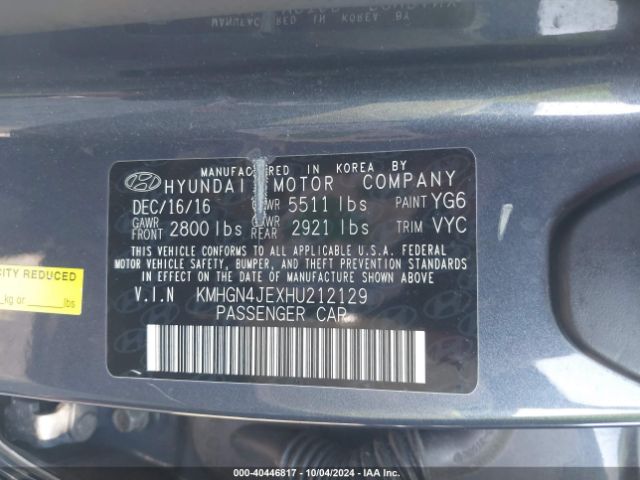 MANUFACTURED IN KOREA BY
HYUNDAI MOTOR COMPANY
DEC/16/16 GVWR 5511 lbs PAINT YG6
GAWR FRONT 2800 lbs GAWR REAR 2921 lbs TRIM VYC
THIS VEHICLE CONFORMS TO ALL APPLICABLE U.S.A. FEDERAL
MOTOR VEHICLE SAFETY, BUMPER, AND THEFT PREVENTION STANDARDS
IN EFFECT ON THE DATE OF MANUFACTURE SHOWN ABOVE
V.I.N KMHGN4JEXHU212129
PASSENGER CAR
CITY REDUCED
kg or lbs
000-40446817 - 10/04/2024 - IAA Inc.